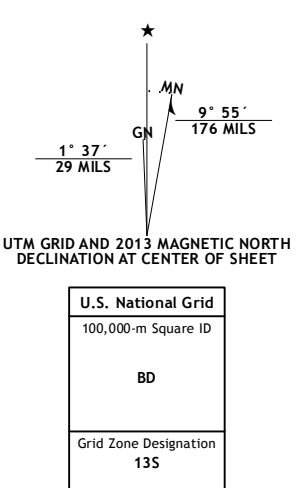 ★
MN
GN
9° 55´
176 MILS
1° 37´
29 MILS
UTM GRID AND 2013 MAGNETIC NORTH
DECLINATION AT CENTER OF SHEET
U.S. National Grid
100,000-m Square ID
BD
Grid Zone Designation
13S